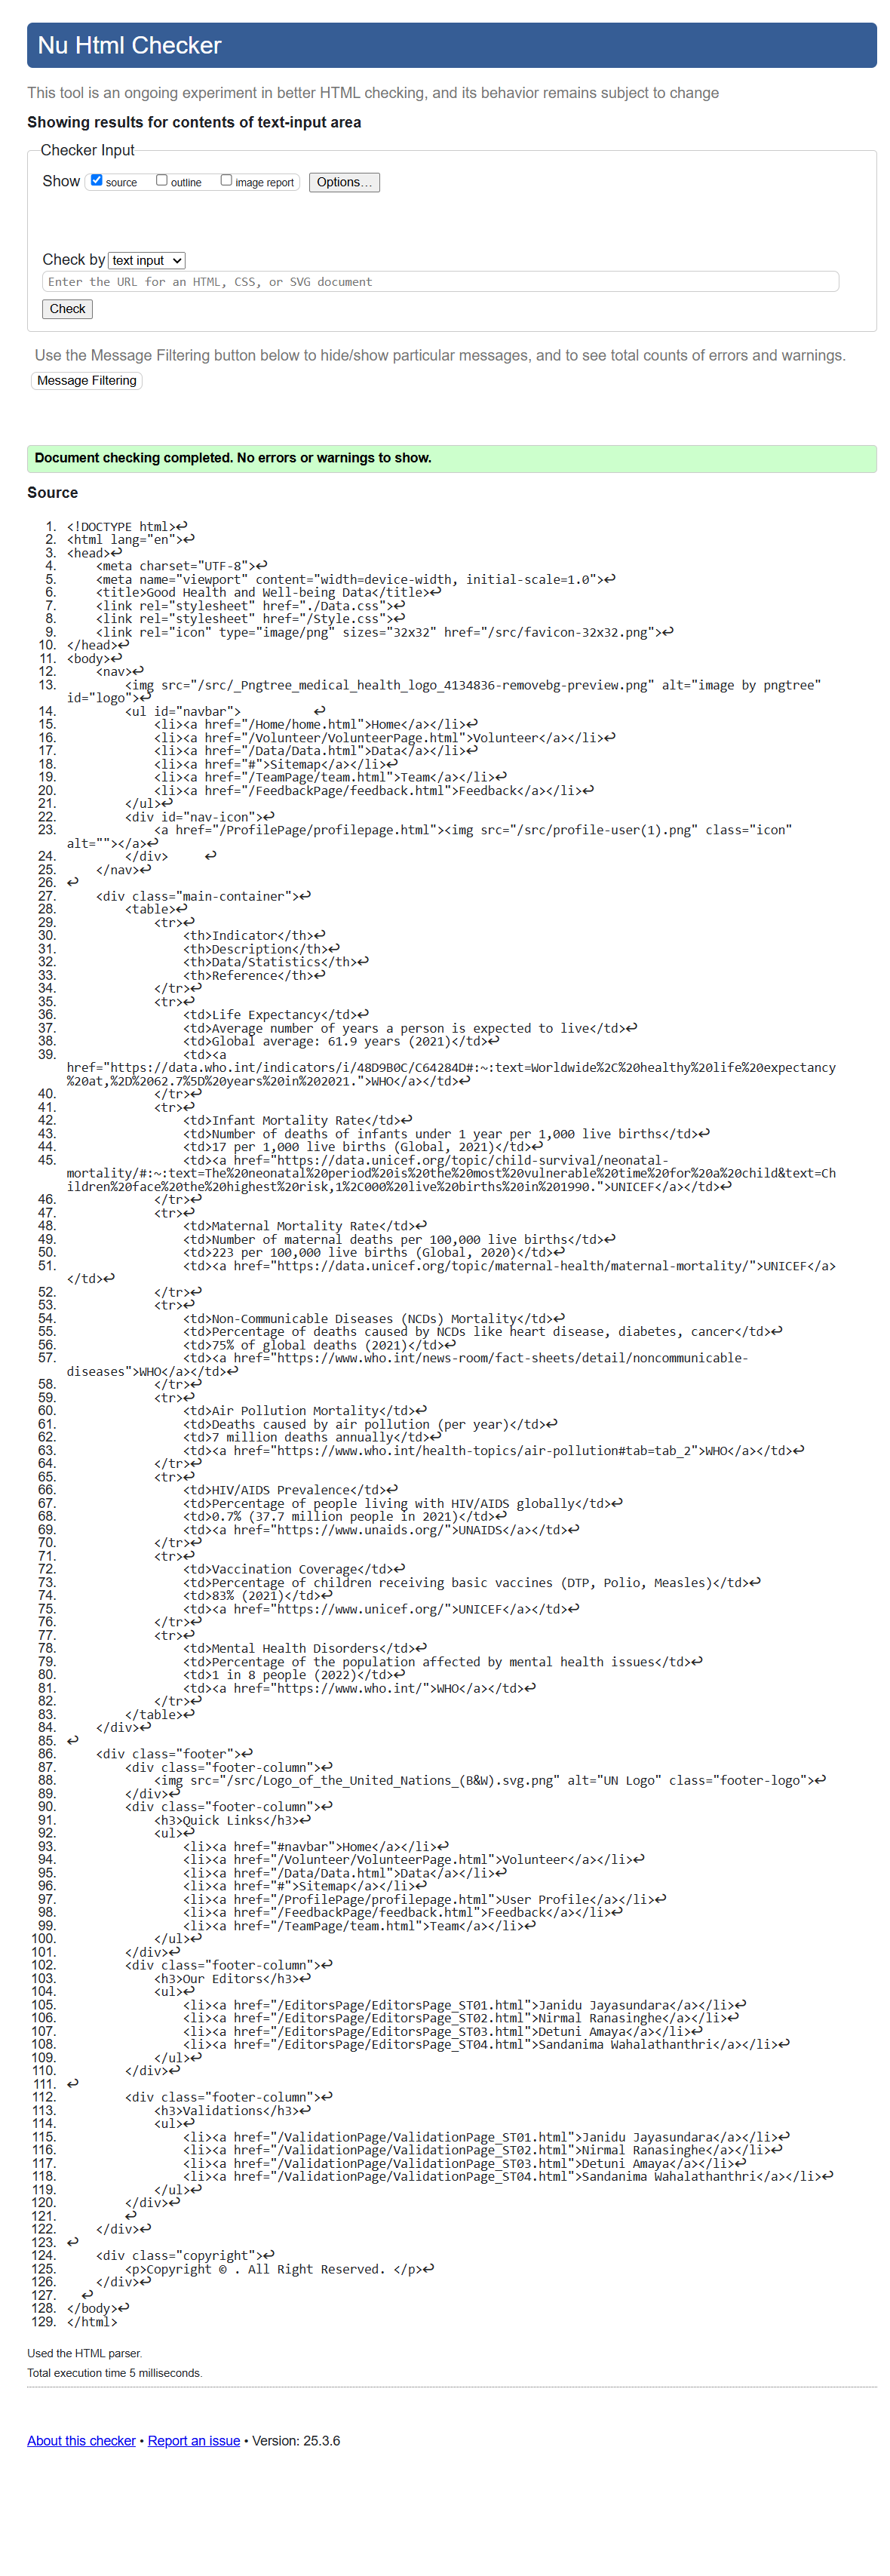 Nu Html Checker
This tool is an ongoing experiment in better HTML checking, and its behavior remains subject to change
Showing results for contents of text-input area
Checker Input
Show source outline image report Options...
Check by text input
Enter the URL for an HTML, CSS, or SVG document
Check
Use the Message Filtering button below to hide/show particular messages, and to see total counts of errors and warnings.
Message Filtering
Document checking completed. No errors or warnings to show.
Source
1. <!DOCTYPE html>↩
2. <html lang="en">↩
3. <head>↩
4. <meta charset="UTF-8">↩
5. <meta name="viewport" content="width=device-width, initial-scale=1.0">↩
6. <title>Good Health and Well-being Data</title>↩
7. <link rel="stylesheet" href="./Data.css">↩
8. <link rel="stylesheet" href="/Style.css">↩
9. <link rel="icon" type="image/png" sizes="32x32" href="/src/favicon-32x32.png">↩
10. </head>↩
11. <body>↩
12. <nav>↩
13. <img src="/src/_Pngtree_medical_health_logo_4134836-removebg-preview.png" alt="image by pngtree"
id="logo">↩
14. <ul id="navbar"> ↩
15. <li><a href="/Home/home.html">Home</a></li>↩
16. <li><a href="/Volunteer/VolunteerPage.html">Volunteer</a></li>↩
17. <li><a href="/Data/Data.html">Data</a></li>↩
18. <li><a href="#">Sitemap</a></li>↩
19. <li><a href="/TeamPage/team.html">Team</a></li>↩
20. <li><a href="/FeedbackPage/feedback.html">Feedback</a></li>↩
21. </ul>↩
22. <div id="nav-icon">↩
23. <a href="/ProfilePage/profilepage.html"><img src="/src/profile-user(1).png" class="icon"
alt=""></a>↩
24. </div> ↩
25. </nav>↩
26. ↩
27. <div class="main-container">↩
28. <table>↩
29. <tr>↩
30. <th>Indicator</th>↩
31. <th>Description</th>↩
32. <th>Data/Statistics</th>↩
33. <th>Reference</th>↩
34. </tr>↩
35. <tr>↩
36. <td>Life Expectancy</td>↩
37. <td>Average number of years a person is expected to live</td>↩
38. <td>Global average: 61.9 years (2021)</td>↩
39. <td><a
href="https://data.who.int/indicators/i/48D9B0C/C64284D#:~:text=Worldwide%2C%20healthy%20life%20expectancy
%20at,%2D%2062.7%5D%20years%20in%202021.">WHO</a></td>↩
40. </tr>↩
41. <tr>↩
42. <td>Infant Mortality Rate</td>↩
43. <td>Number of deaths of infants under 1 year per 1,000 live births</td>↩
44. <td>17 per 1,000 live births (Global, 2021)</td>↩
45. <td><a href="https://data.unicef.org/topic/child-survival/neonatal-
mortality/#:~:text=The%20neonatal%20period%20is%20the%20most%20vulnerable%20time%20for%20a%20child&text=Ch
ildren%20face%20the%20highest%20risk,1%2C000%20live%20births%20in%201990.">UNICEF</a></td>↩
46. </tr>↩
47. <tr>↩
48. <td>Maternal Mortality Rate</td>↩
49. <td>Number of maternal deaths per 100,000 live births</td>↩
50. <td>223 per 100,000 live births (Global, 2020)</td>↩
51. <td><a href="https://data.unicef.org/topic/maternal-health/maternal-mortality/">UNICEF</a>
</td>↩
52. </tr>↩
53. <tr>↩
54. <td>Non-Communicable Diseases (NCDs) Mortality</td>↩
55. <td>Percentage of deaths caused by NCDs like heart disease, diabetes, cancer</td>↩
56. <td>75% of global deaths (2021)</td>↩
57. <td><a href="https://www.who.int/news-room/fact-sheets/detail/noncommunicable-
diseases">WHO</a></td>↩
58. </tr>↩
59. <tr>↩
60. <td>Air Pollution Mortality</td>↩
61. <td>Deaths caused by air pollution (per year)</td>↩
62. <td>7 million deaths annually</td>↩
63. <td><a href="https://www.who.int/health-topics/air-pollution#tab=tab_2">WHO</a></td>↩
64. </tr>↩
65. <tr>↩
66. <td>HIV/AIDS Prevalence</td>↩
67. <td>Percentage of people living with HIV/AIDS globally</td>↩
68. <td>0.7% (37.7 million people in 2021)</td>↩
69. <td><a href="https://www.unaids.org/">UNAIDS</a></td>↩
70. </tr>↩
71. <tr>↩
72. <td>Vaccination Coverage</td>↩
73. <td>Percentage of children receiving basic vaccines (DTP, Polio, Measles)</td>↩
74. <td>83% (2021)</td>↩
75. <td><a href="https://www.unicef.org/">UNICEF</a></td>↩
76. </tr>↩
77. <tr>↩
78. <td>Mental Health Disorders</td>↩
79. <td>Percentage of the population affected by mental health issues</td>↩
80. <td>1 in 8 people (2022)</td>↩
81. <td><a href="https://www.who.int/">WHO</a></td>↩
82. </tr>↩
83. </table>↩
84. </div>↩
85. ↩
86. <div class="footer">↩
87. <div class="footer-column">↩
88. <img src="/src/Logo_of_the_United_Nations_(B&W).svg.png" alt="UN Logo" class="footer-logo">↩
89. </div>↩
90. <div class="footer-column">↩
91. <h3>Quick Links</h3>↩
92. <ul>↩
93. <li><a href="#navbar">Home</a></li>↩
94. <li><a href="/Volunteer/VolunteerPage.html">Volunteer</a></li>↩
95. <li><a href="/Data/Data.html">Data</a></li>↩
96. <li><a href="#">Sitemap</a></li>↩
97. <li><a href="/ProfilePage/profilepage.html">User Profile</a></li>↩
98. <li><a href="/FeedbackPage/feedback.html">Feedback</a></li>↩
99. <li><a href="/TeamPage/team.html">Team</a></li>↩
100. </ul>↩
101. </div>↩
102. <div class="footer-column">↩
103. <h3>Our Editors</h3>↩
104. <ul>↩
105. <li><a href="/EditorsPage/EditorsPage_ST01.html">Janidu Jayasundara</a></li>↩
106. <li><a href="/EditorsPage/EditorsPage_ST02.html">Nirmal Ranasinghe</a></li>↩
107. <li><a href="/EditorsPage/EditorsPage_ST03.html">Detuni Amaya</a></li>↩
108. <li><a href="/EditorsPage/EditorsPage_ST04.html">Sandanima Wahalathanthri</a></li>↩
109. </ul>↩
110. </div>↩
111. ↩
112. <div class="footer-column">↩
113. <h3>Validations</h3>↩
114. <ul>↩
115. <li><a href="/ValidationPage/ValidationPage_ST01.html">Janidu Jayasundara</a></li>↩
116. <li><a href="/ValidationPage/ValidationPage_ST02.html">Nirmal Ranasinghe</a></li>↩
117. <li><a href="/ValidationPage/ValidationPage_ST03.html">Detuni Amaya</a></li>↩
118. <li><a href="/ValidationPage/ValidationPage_ST04.html">Sandanima Wahalathanthri</a></li>↩
119. </ul>↩
120. </div>↩
121. ↩
122. </div>↩
123. ↩
124. <div class="copyright">↩
125. <p>Copyright © . All Right Reserved. </p>↩
126. </div>↩
127. ↩
128. </body>↩
129. </html>
Used the HTML parser.
Total execution time 5 milliseconds.
About this checker • Report an issue • Version: 25.3.6